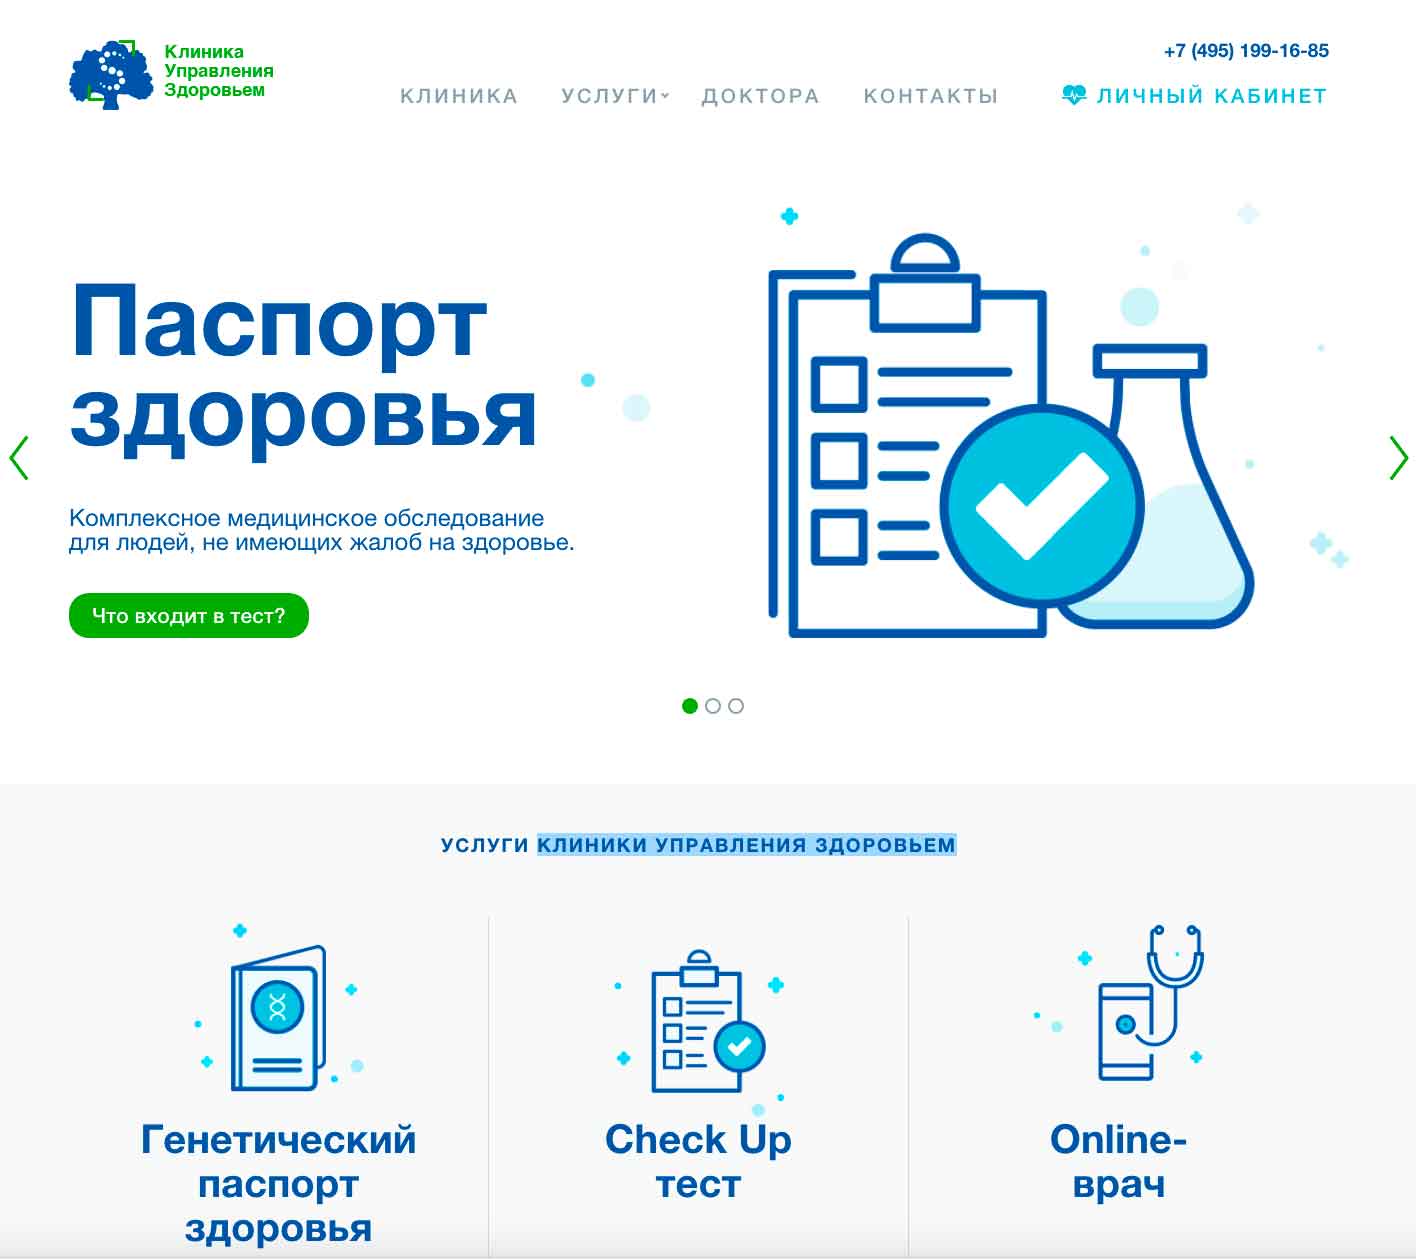 Клиника
Управления
Здоровьем
+7 (495) 199-16-85
КЛИНИКА УСЛУГИ ДОКТОРА КОНТАКТЫ ЛИЧНЫЙ КАБИНЕТ
Паспорт
здоровья
Комплексное медицинское обследование
для людей, не имеющих жалоб на здоровье.
Что входит в тест?
УСЛУГИ КЛИНИКИ УПРАВЛЕНИЯ ЗДОРОВЬЕМ
Генетический
паспорт
здоровья
Check Up
тест
Online-
врач